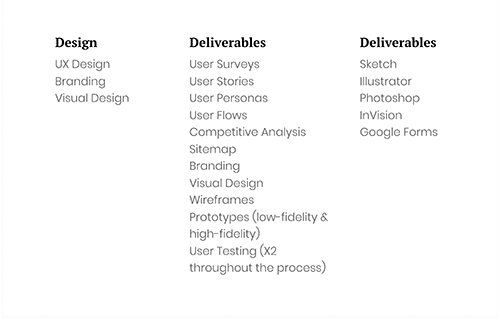 Design
UX Design
Branding
Visual Design
Deliverables
User Surveys
User Stories
User Personas
User Flows
Competitive Analysis
Sitemap
Branding
Visual Design
Wireframes
Prototypes (low-fidelity &
high-fidelity)
User Testing (X2
throughout the process)
Deliverables
Sketch
Illustrator
Photoshop
InVision
Google Forms